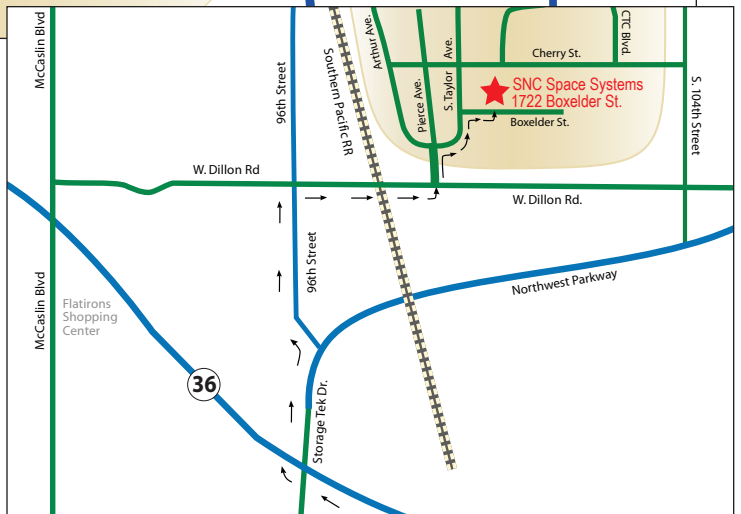 McCaslin Blvd
96th Street
Southern Pacific RR
Arthur Ave.
Pierce Ave.
S. Taylor Ave.
CTC Blvd.
Cherry St.
SNC Space Systems
1722 Boxelder St.
Boxelder St.
S. 104th Street
W. Dillon Rd
W. Dillon Rd.
96th Street
McCaslin Blvd
Flatirons
Shopping
Center
Northwest Parkway
36
Storage Tek Dr.